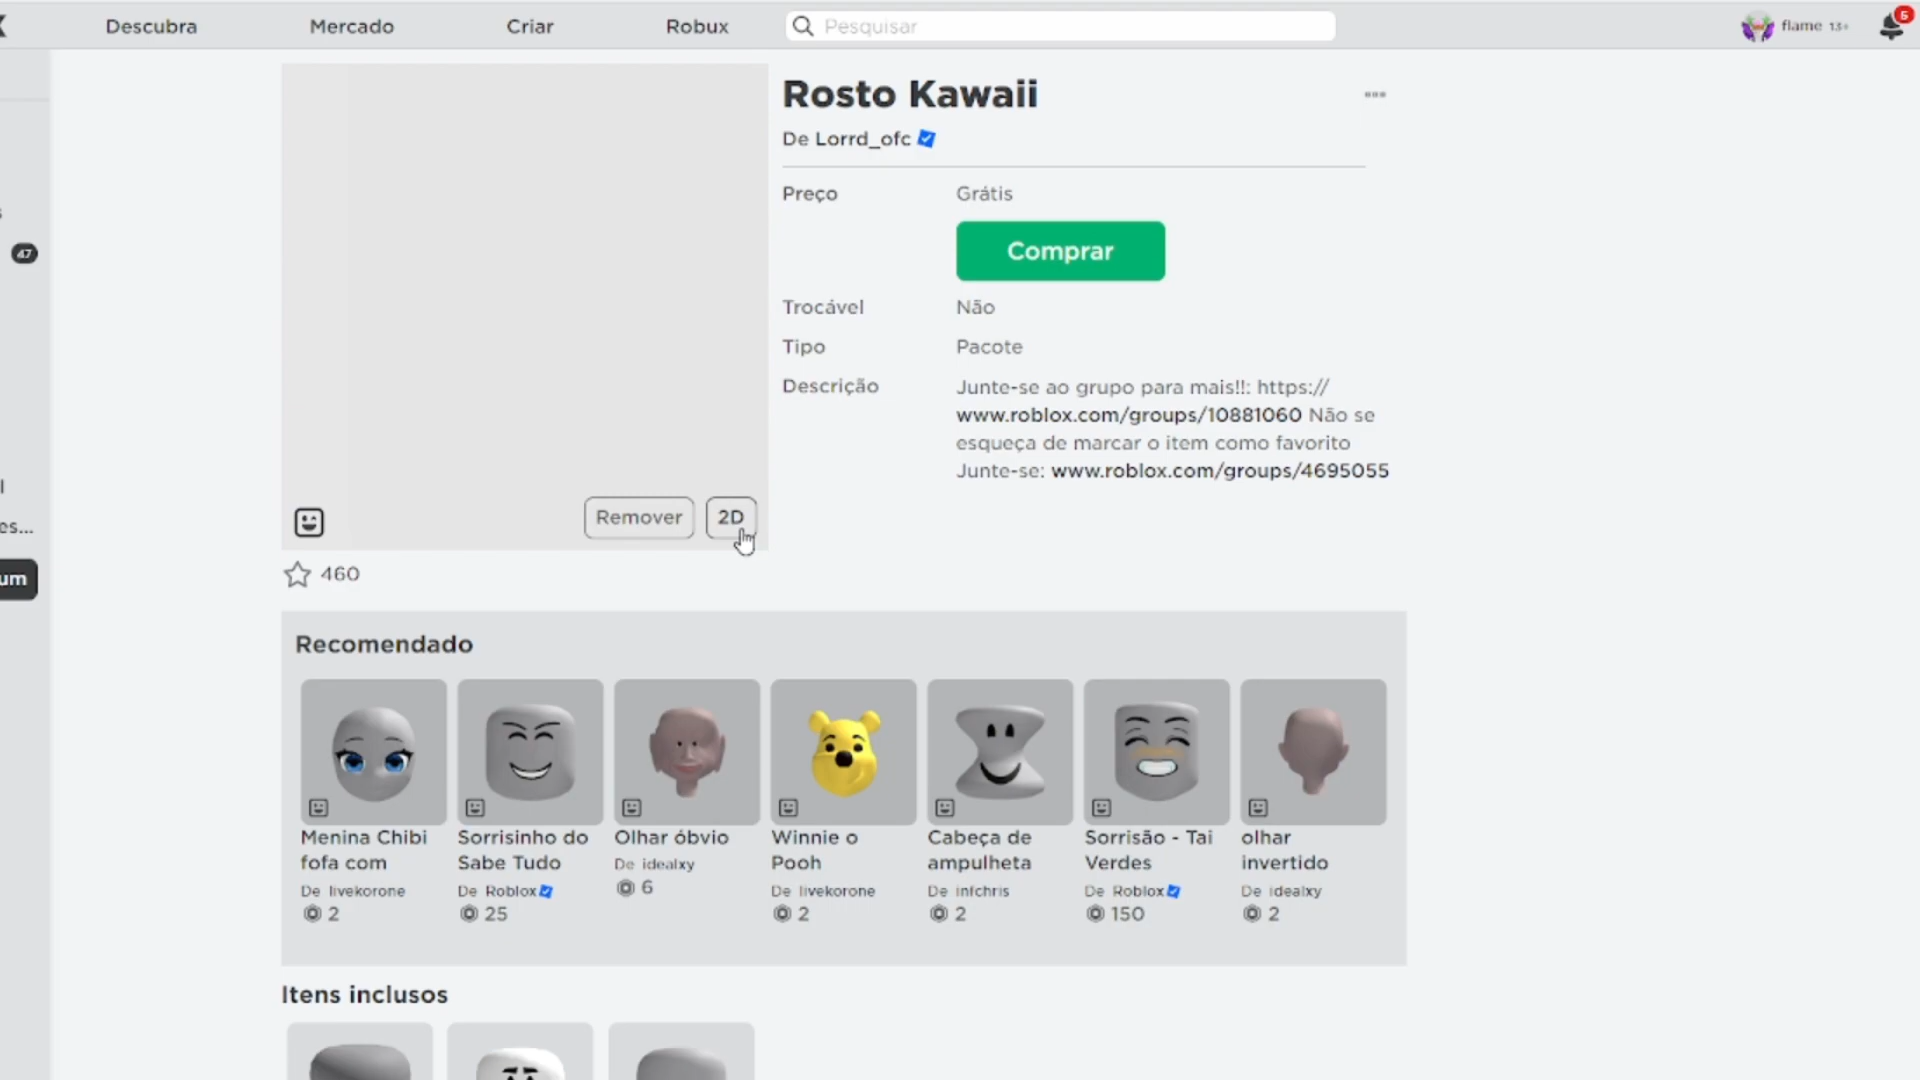 Descubra
Mercado
Criar
Robux
Pesquisar
flame 13+
5
47
es...
um
Rosto Kawaii
De Lorrd_ofc
Preço
Grátis
Comprar
Trocável
Não
Tipo
Pacote
Descrição
Junte-se ao grupo para mais!!: https://
www.roblox.com/groups/10881060 Não se
esqueça de marcar o item como favorito
Junte-se: www.roblox.com/groups/4695055
Remover
2D
460
Recomendado
Menina Chibi
fofa com
De livekorone
2
Sorrisinho do
Sabe Tudo
De Roblox
25
Olhar óbvio
De idealxy
6
Winnie o
Pooh
De livekorone
2
Cabeça de
ampulheta
De infchris
2
Sorrisão - Tai
Verdes
De Roblox
150
olhar
invertido
De idealxy
2
Itens inclusos